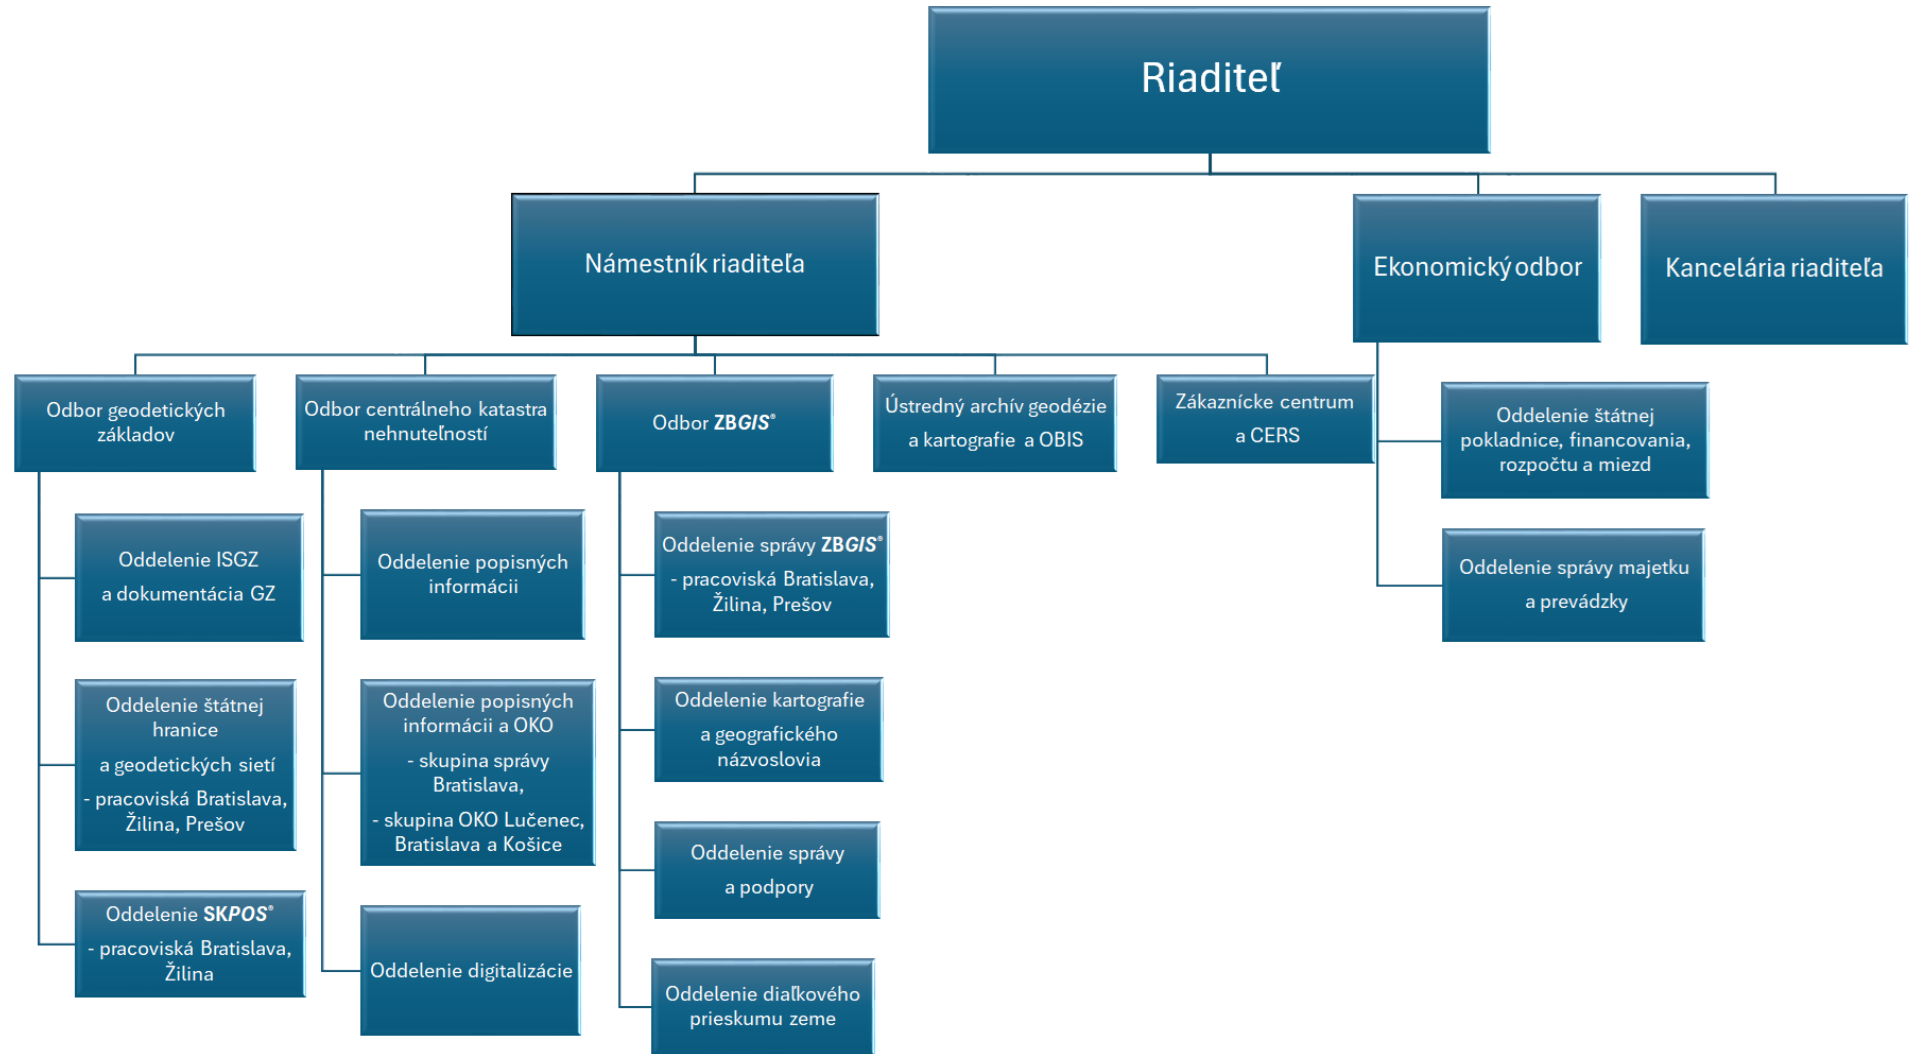 Riaditeľ
Námestník riaditeľa
Ekonomický odbor
Kancelária riaditeľa
Odbor geodetických
základov
Odbor centrálneho katastra
nehnuteľností
Odbor ZBGIS®
Ústredný archív geodézie
a kartografie a OBIS
Zákaznícke centrum
a CERS
Oddelenie ISGZ
a dokumentácia GZ
Oddelenie štátnej
hranice
a geodetických sietí
- pracoviská Bratislava,
Žilina, Prešov
Oddelenie SKPOS®
- pracoviská Bratislava,
Žilina
Oddelenie popisných
informácii
Oddelenie popisných
informácii a OKO
- skupina správy
Bratislava,
- skupina OKO Lučenec,
Bratislava a Košice
Oddelenie digitalizácie
Oddelenie správy ZBGIS®
- pracoviská Bratislava,
Žilina, Prešov
Oddelenie kartografie
a geografického
názvoslovia
Oddelenie správy
a podpory
Oddelenie diaľkového
prieskumu zeme
Oddelenie štátnej
pokladnice, financovania,
rozpočtu a miezd
Oddelenie správy majetku
a prevádzky